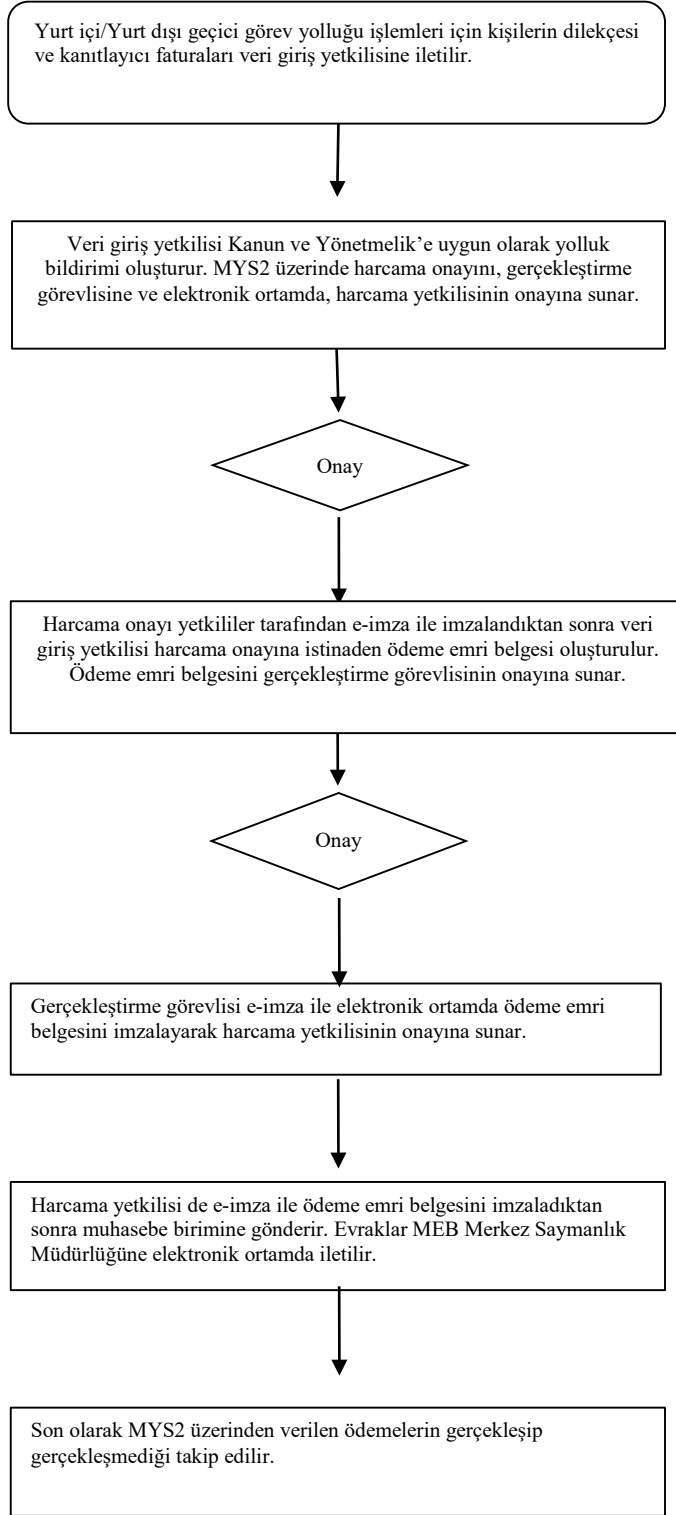 Yurt içi/Yurt dışı geçici görev yolluğu işlemleri için kişilerin dilekçesi
ve kanıtlayıcı faturaları veri giriş yetkilisine iletilir.
Veri giriş yetkilisi Kanun ve Yönetmelik’e uygun olarak yolluk
bildirimi oluşturur. MYS2 üzerinde harcama onayını, gerçekleştirme
görevlisine ve elektronik ortamda, harcama yetkilisinin onayına sunar.
Onay
Harcama onayı yetkililer tarafından e-imza ile imzalandıktan sonra veri
giriş yetkilisi harcama onayına istinaden ödeme emri belgesi oluşturulur.
Ödeme emri belgesini gerçekleştirme görevlisinin onayına sunar.
Onay
Gerçekleştirme görevlisi e-imza ile elektronik ortamda ödeme emri
belgesini imzalayarak harcama yetkilisinin onayına sunar.
Harcama yetkilisi de e-imza ile ödeme emri belgesini imzaladıktan
sonra muhasebe birimine gönderir. Evraklar MEB Merkez Saymanlık
Müdürlüğüne elektronik ortamda iletilir.
Son olarak MYS2 üzerinden verilen ödemelerin gerçekleşip
gerçekleşmediği takip edilir.